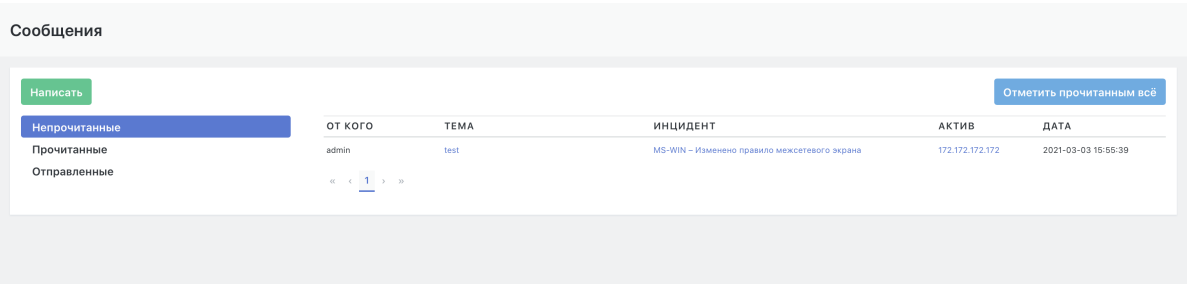 Сообщения
Написать
Отметить прочитанным всё
Непрочитанные
Прочитанные
Отправленные
ОТ КОГО ТЕМА ИНЦИДЕНТ АКТИВ ДАТА
admin test MS-WIN – Изменено правило межсетевого экрана 172.172.172.172 2021-03-03 15:55:39
« ‹ 1 › »